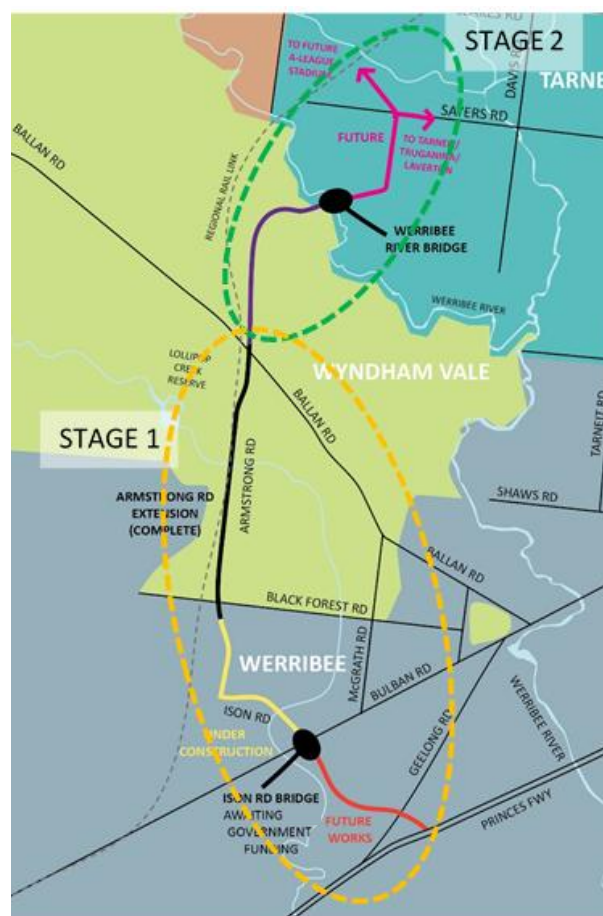 STAGE 2
TO FUTURE
A-LEAGUE
STADIUM
DAVIS RD
TARNEI
SAYERS RD
FUTURE
TO TARNEIT/
TRUGANINA/
LAVERTON
BALLAN RD
REGIONAL RAIL LINK
WERRIBEE
RIVER BRIDGE
WERRIBEE RIVER
LOLLIPOP
CREEK
RESERVE
WYNDHAM VALE
BALLAN RD
STAGE 1
ARMSTRONG RD
TARNEIT RD
SHAWS RD
ARMSTRONG RD
EXTENSION
(COMPLETE)
BALLAN RD
BLACK FOREST RD
MCGRATH RD
WERRIBEE
BULBAN RD
ISON RD
UNDER
CONSTRUCTION
GEELONG RD
WERRIBEE RIVER
ISON RD BRIDGE
AWAITING
GOVERNMENT
FUNDING
FUTURE
WORKS
PRINCES FWY